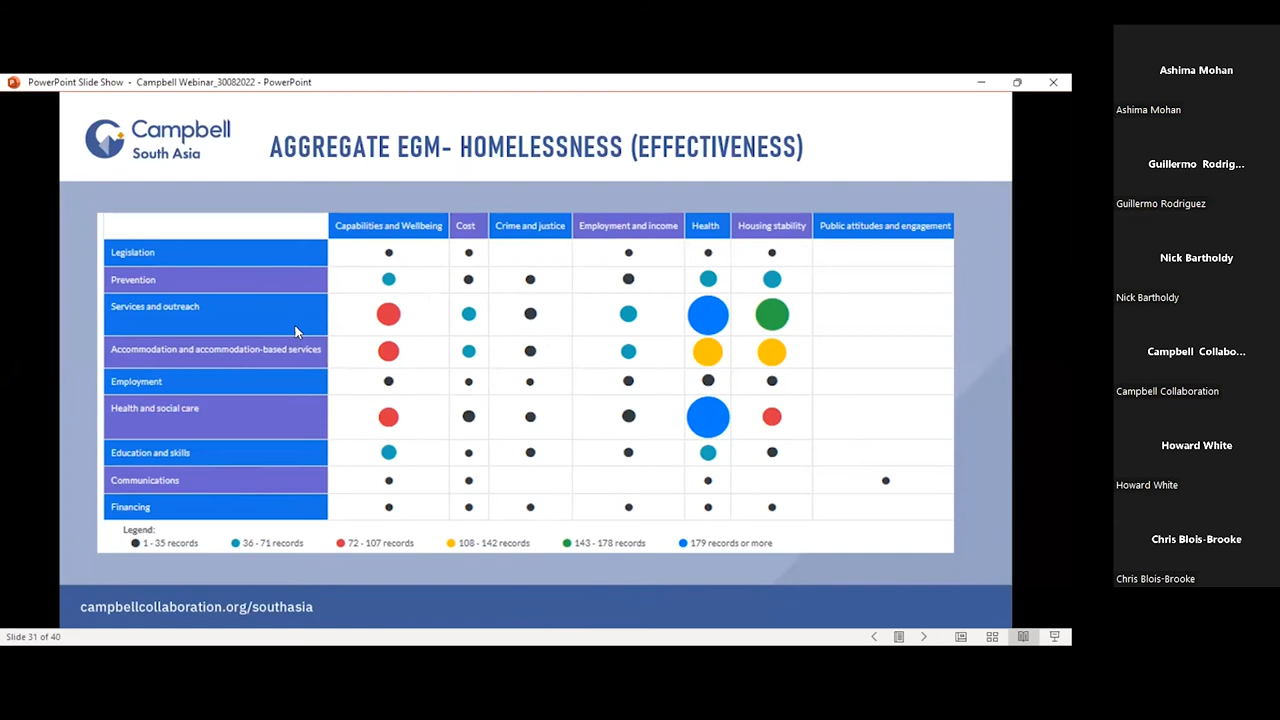 PowerPoint Slide Show - Campbell Webinar_30082022 - PowerPoint
Campbell
South Asia
AGGREGATE EGM- HOMELESSNESS (EFFECTIVENESS)
Capabilities and Wellbeing Cost Crime and justice Employment and income Health Housing stability Public attitudes and engagement
Legislation
Prevention
Services and outreach
Accommodation and accommodation-based services
Employment
Health and social care
Education and skills
Communications
Financing
Legend:
1 - 35 records 36 - 71 records 72 - 107 records 108 - 142 records 143 - 178 records 179 records or more
campbellcollaboration.org/southasia
Slide 31 of 40
Ashima Mohan
Ashima Mohan
Guillermo Rodrig...
Guillermo Rodriguez
Nick Bartholdy
Nick Bartholdy
Campbell Collabo...
Campbell Collaboration
Howard White
Howard White
Chris Blois-Brooke
Chris Blois-Brooke